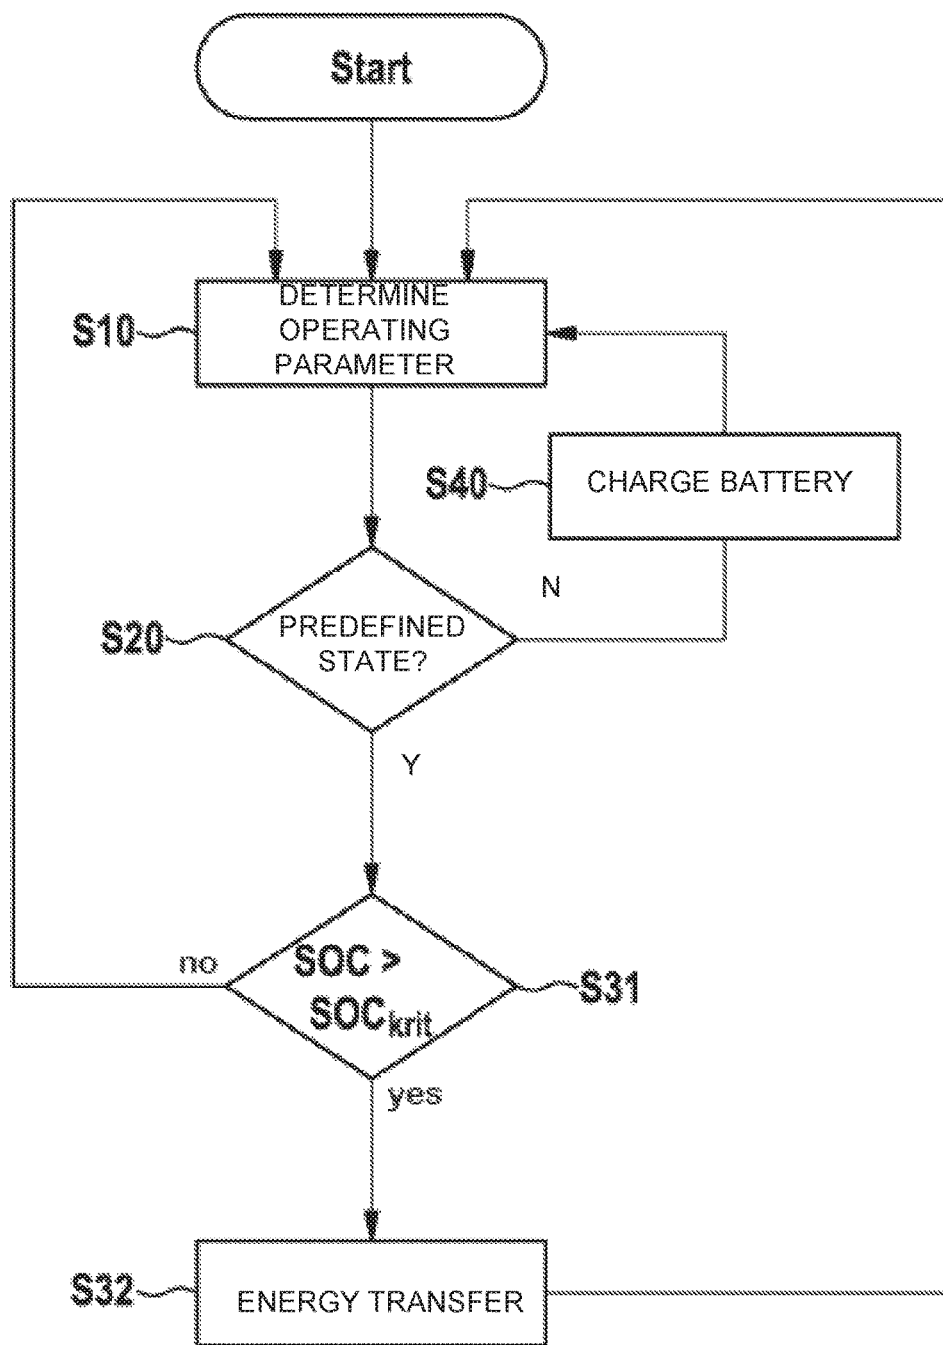 Start
DETERMINE
OPERATING
PARAMETER
S10
CHARGE BATTERY
S40
N
PREDEFINED
STATE?
S20
Y
SOC >
SOCkrit
no
S31
yes
ENERGY TRANSFER
S32